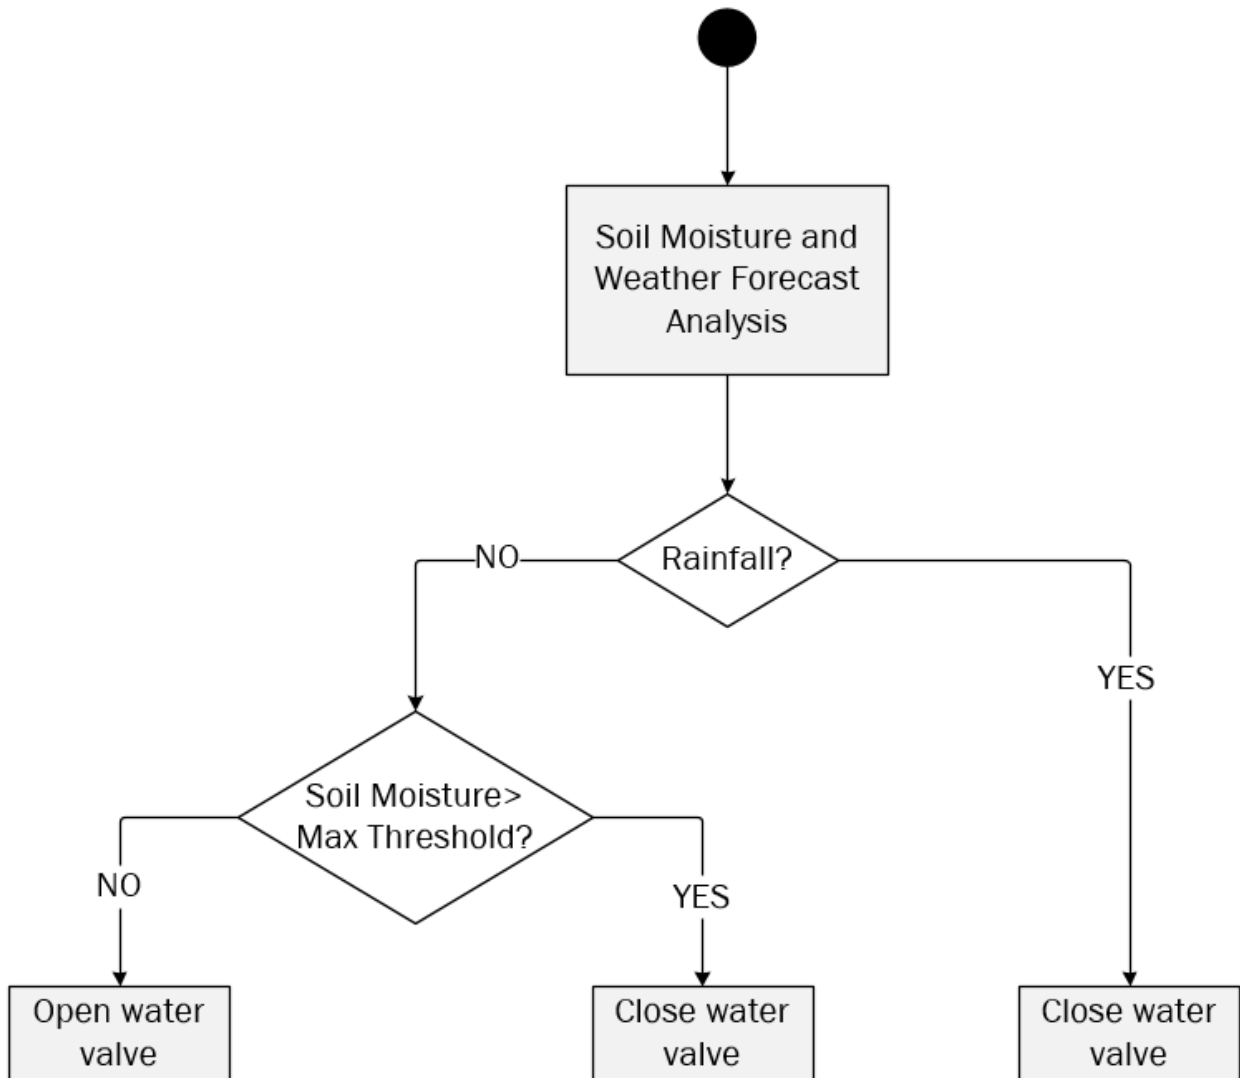 Soil Moisture and
Weather Forecast
Analysis
Rainfall?
NO
YES
Soil Moisture>
Max Threshold?
NO
YES
Open water
valve
Close water
valve
Close water
valve